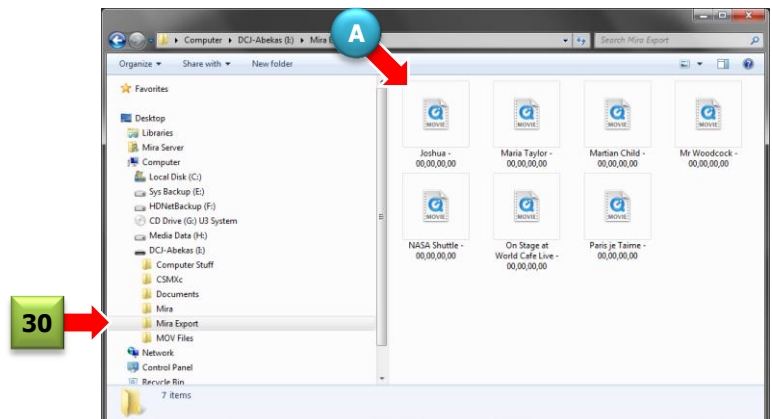 A
Computer ▸ DCJ-Abekas (I:) ▸ Mira E
Search Mira Export
Organize ▾ Share with ▾ New folder
Favorites
Desktop
Libraries
Mira Server
Computer
Local Disk (C:)
Sys Backup (E:)
HDNetBackup (F:)
CD Drive (G:) U3 System
Media Data (H:)
DCJ-Abekas (I:)
Computer Stuff
CSMXc
Documents
Mira
Mira Export
MOV Files
Network
Control Panel
Recycle Bin
30
MOVIE
Joshua -
00,00,00,00
MOVIE
Maria Taylor -
00,00,00,00
MOVIE
Martian Child -
00,00,00,00
MOVIE
Mr Woodcock -
00,00,00,00
MOVIE
NASA Shuttle -
00,00,00,00
MOVIE
On Stage at
World Cafe Live -
00,00,00,00
MOVIE
Paris je Taime -
00,00,00,00
7 items